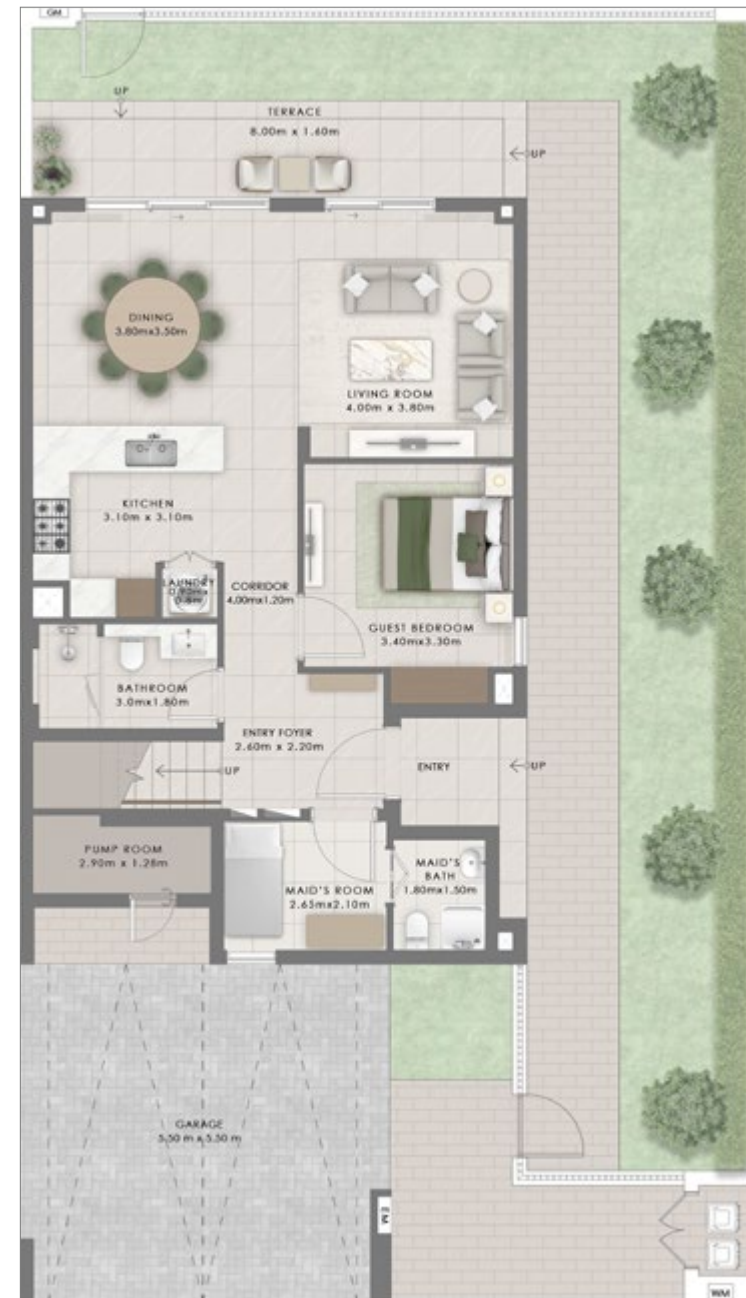 GM
UP
TERRACE
8.00m x 1.60m
UP
DINING
3.80mx3.50m
LIVING ROOM
4.00m x 3.80m
KITCHEN
3.10m x 3.10m
LAUNDRY
CORRIDOR
4.00mx1.20m
GUEST BEDROOM
3.40mx3.30m
BATHROOM
3.0mx1.80m
ENTRY FOYER
2.60m x 2.20m
UP
ENTRY
UP
PUMP ROOM
2.90m x 1.28m
MAID'S ROOM
2.65mx2.10m
MAID'S
BATH
1.80mx1.50m
GARAGE
5.50 m x 5.50 m
EM
WM